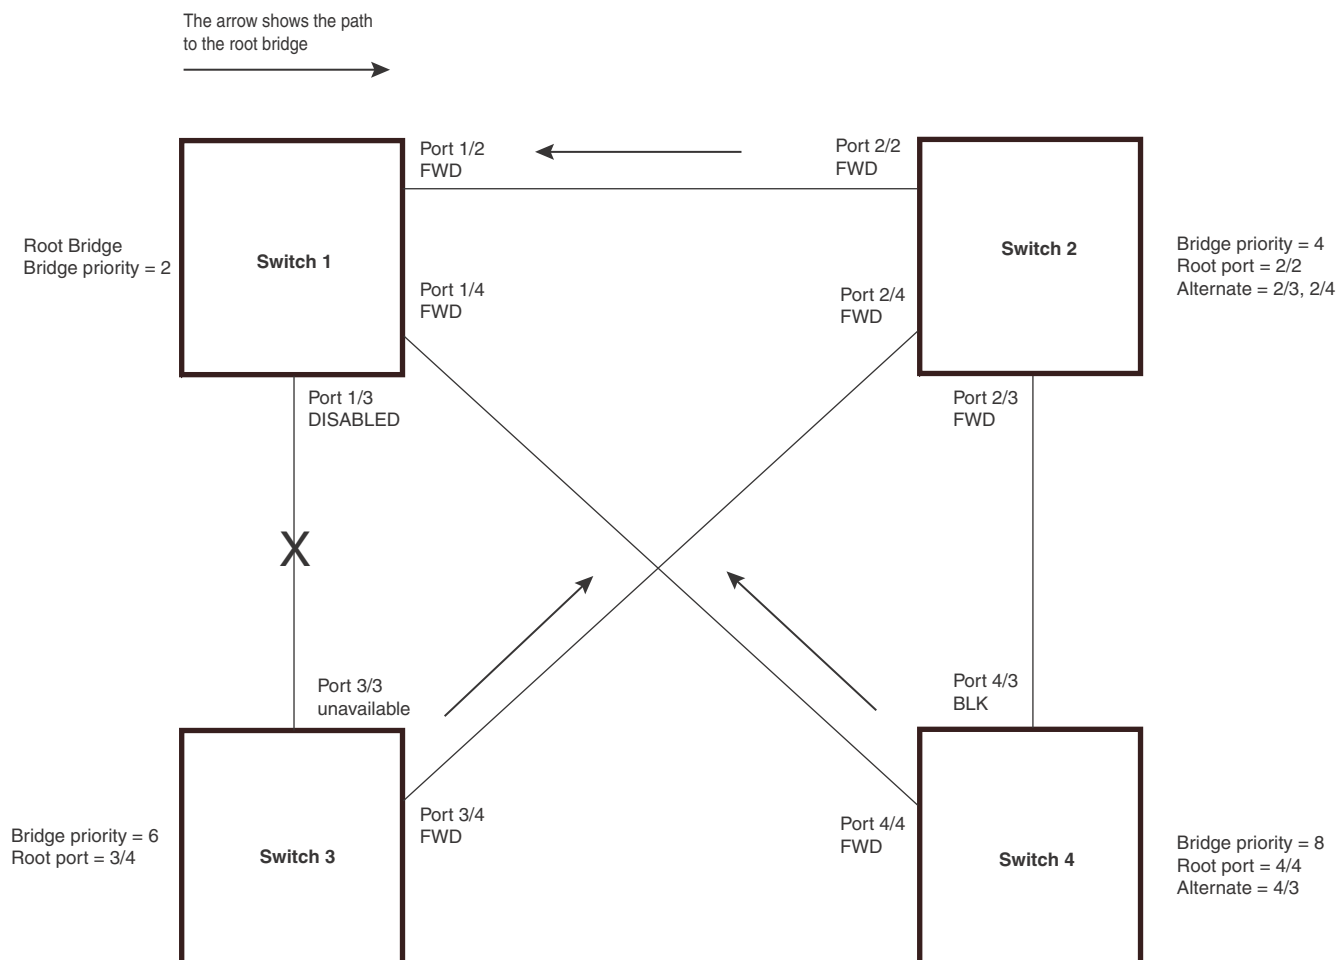 The arrow shows the path
to the root bridge
Port 1/2
FWD
Port 2/2
FWD
Root Bridge
Bridge priority = 2
Switch 1
Switch 2
Bridge priority = 4
Root port = 2/2
Alternate = 2/3, 2/4
Port 1/4
FWD
Port 2/4
FWD
Port 1/3
DISABLED
Port 2/3
FWD
X
Port 3/3
unavailable
Port 4/3
BLK
Bridge priority = 6
Root port = 3/4
Switch 3
Port 3/4
FWD
Port 4/4
FWD
Switch 4
Bridge priority = 8
Root port = 4/4
Alternate = 4/3